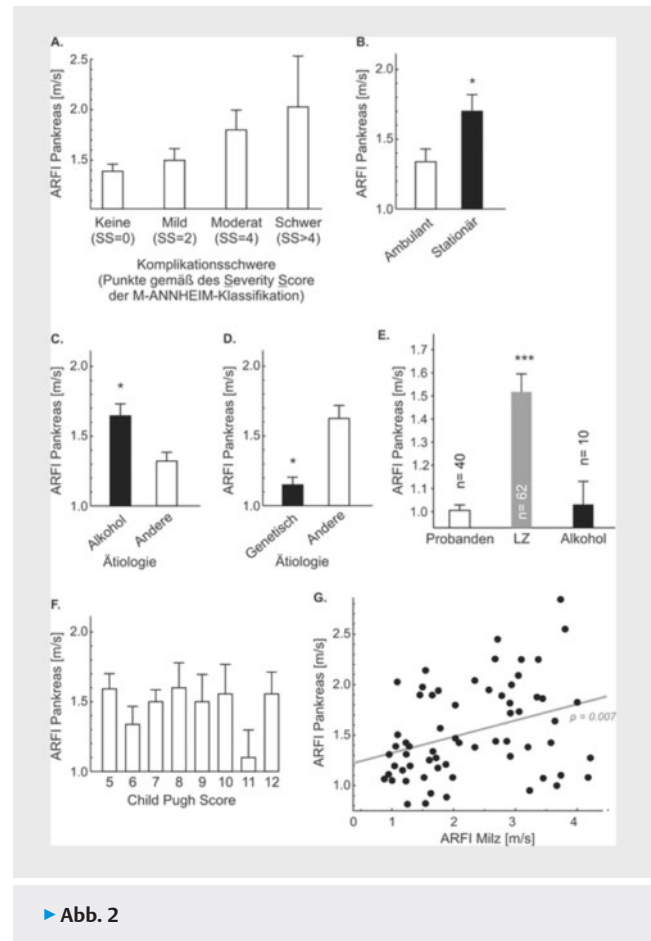 A.
ARFI Pankreas [m/s]
2.5
2.0
1.5
Keine Mild Moderat Schwer
(SS=0) (SS=2) (SS=4) (SS>4)
Komplikationsschwere
(Punkte gemäß des Severity Score
der M-ANNHEIM-Klassifikation)
B.
ARFI Pankreas [m/s]
2.0
1.5
1.0
*
Ambulant
Stationär
C.
ARFI Pankreas [m/s]
2.0
1.5
1.0
*
Alkohol
Andere
Ätiologie
D.
ARFI Pankreas [m/s]
2.0
1.5
1.0
*
Genetisch
Andere
Ätiologie
E.
ARFI Pankreas [m/s]
1.7
1.6
1.5
1.4
1.3
1.2
1.1
1.0
n= 40
***
n= 62
n= 10
Probanden LZ Alkohol
F.
ARFI Pankreas [m/s]
2.0
1.5
1.0
5 6 7 8 9 10 11 12
Child Pugh Score
G.
ARFI Pankreas [m/s]
2.5
2.0
1.5
1.0
p = 0.007
0 1 2 3 4
ARFI Milz [m/s]
► Abb. 2